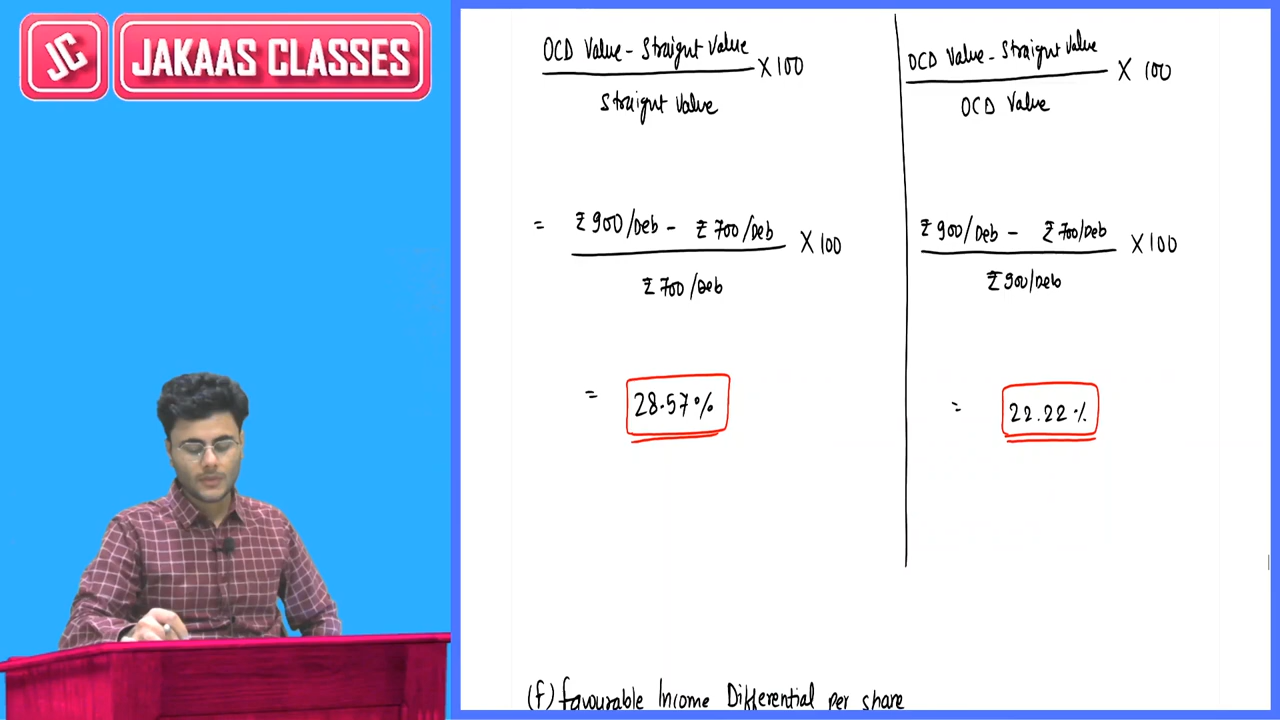 JC
JAKAAS CLASSES
OCD Value - Straight Value
X 100
Straight Value
= ₹ 900/Deb - ₹ 700/Deb
X 100
₹ 700/Deb
= 28.57%
OCD Value - Straight Value
X 100
OCD Value
₹ 900/Deb - ₹ 700/Deb
X 100
₹ 900/Deb
= 22.22%
(f) Favourable Income Differential per share